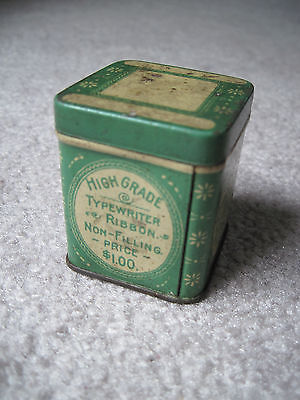 HIGH GRADE
TYPEWRITER
RIBBON.
NON-FILLING.
- PRICE -
$1.00.